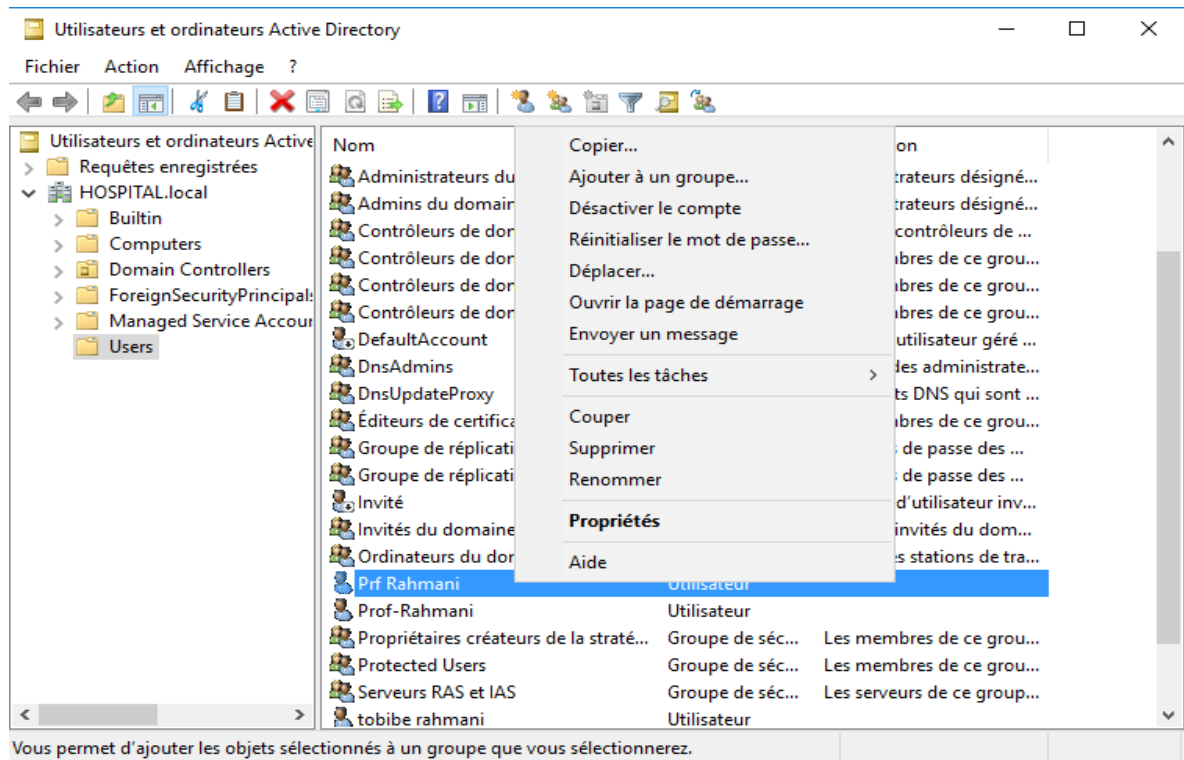 Utilisateurs et ordinateurs Active Directory
Fichier Action Affichage ?
Utilisateurs et ordinateurs Active
Requêtes enregistrées
HOSPITAL.local
Builtin
Computers
Domain Controllers
ForeignSecurityPrincipals
Managed Service Accour
Users
Nom on
Administrateurs du trateurs désigné...
Admins du domain trateurs désigné...
Contrôleurs de dor contrôleurs de ...
Contrôleurs de dor bres de ce grou...
Contrôleurs de dor bres de ce grou...
Contrôleurs de dor bres de ce grou...
DefaultAccount utilisateur géré ...
DnsAdmins des administrate...
DnsUpdateProxy ts DNS qui sont ...
Éditeurs de certifica bres de ce grou...
Groupe de réplicati de passe des ...
Groupe de réplicati de passe des ...
Invité d'utilisateur inv...
Invités du domaine invités du dom...
Ordinateurs du dor s stations de tra...
Prf Rahmani Utilisateur
Prof-Rahmani Utilisateur
Propriétaires créateurs de la straté... Groupe de séc... Les membres de ce grou...
Protected Users Groupe de séc... Les membres de ce grou...
Serveurs RAS et IAS Groupe de séc... Les serveurs de ce group...
tobibe rahmani Utilisateur
Copier...
Ajouter à un groupe...
Désactiver le compte
Réinitialiser le mot de passe...
Déplacer...
Ouvrir la page de démarrage
Envoyer un message
Toutes les tâches
Couper
Supprimer
Renommer
Propriétés
Aide
Vous permet d'ajouter les objets sélectionnés à un groupe que vous sélectionnerez.